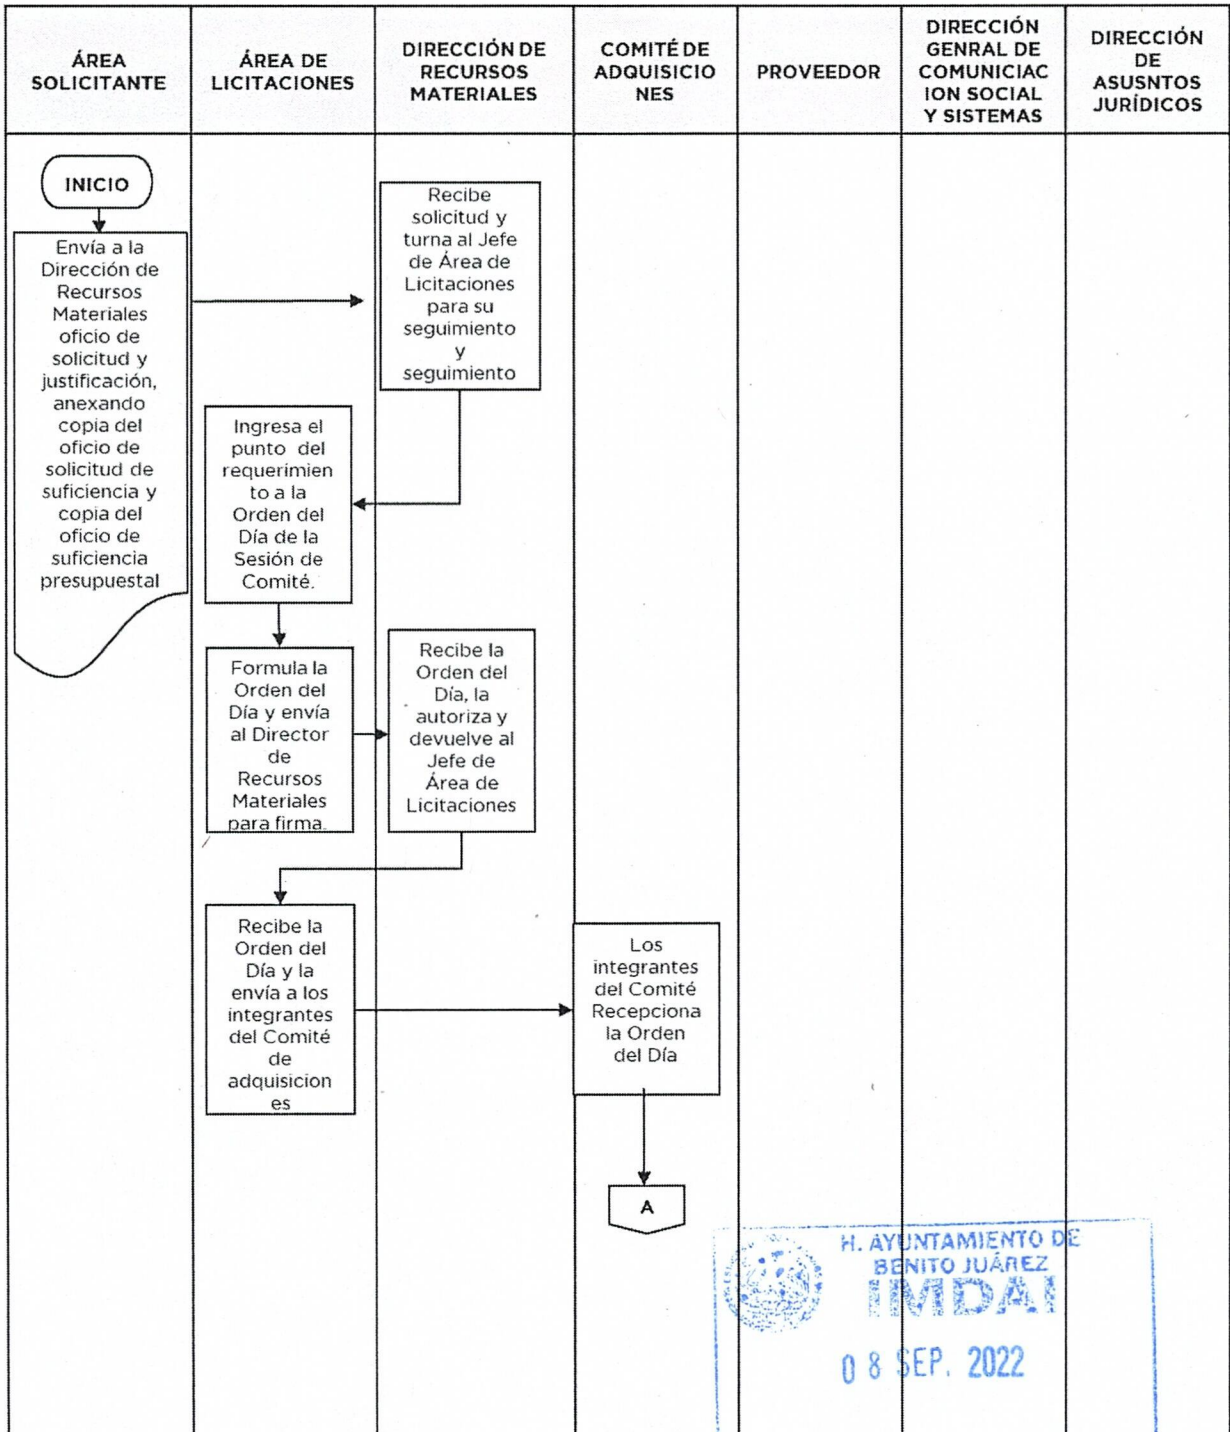 ÁREA
SOLICITANTE
ÁREA DE
LICITACIONES
DIRECCIÓN DE
RECURSOS
MATERIALES
COMITÉ DE
ADQUISICIO
NES
PROVEEDOR
DIRECCIÓN
GENRAL DE
COMUNICIAC
ION SOCIAL
Y SISTEMAS
DIRECCIÓN
DE
ASUSNTOS
JURÍDICOS
INICIO
Envía a la
Dirección de
Recursos
Materiales
oficio de
solicitud y
justificación,
anexando
copia del
oficio de
solicitud de
suficiencia y
copia del
oficio de
suficiencia
presupuestal
Recibe
solicitud y
turna al Jefe
de Área de
Licitaciones
para su
seguimiento
y
seguimiento
Ingresa el
punto del
requerimien
to a la
Orden del
Día de la
Sesión de
Comité.
Formula la
Orden del
Día y envía
al Director
de
Recursos
Materiales
para firma.
Recibe la
Orden del
Día, la
autoriza y
devuelve al
Jefe de
Área de
Licitaciones
Recibe la
Orden del
Día y la
envía a los
integrantes
del Comité
de
adquisicion
es
Los
integrantes
del Comité
Recepciona
la Orden
del Día
A
H. AYUNTAMIENTO DE
BENITO JUÁREZ
IMDAI
08 SEP. 2022